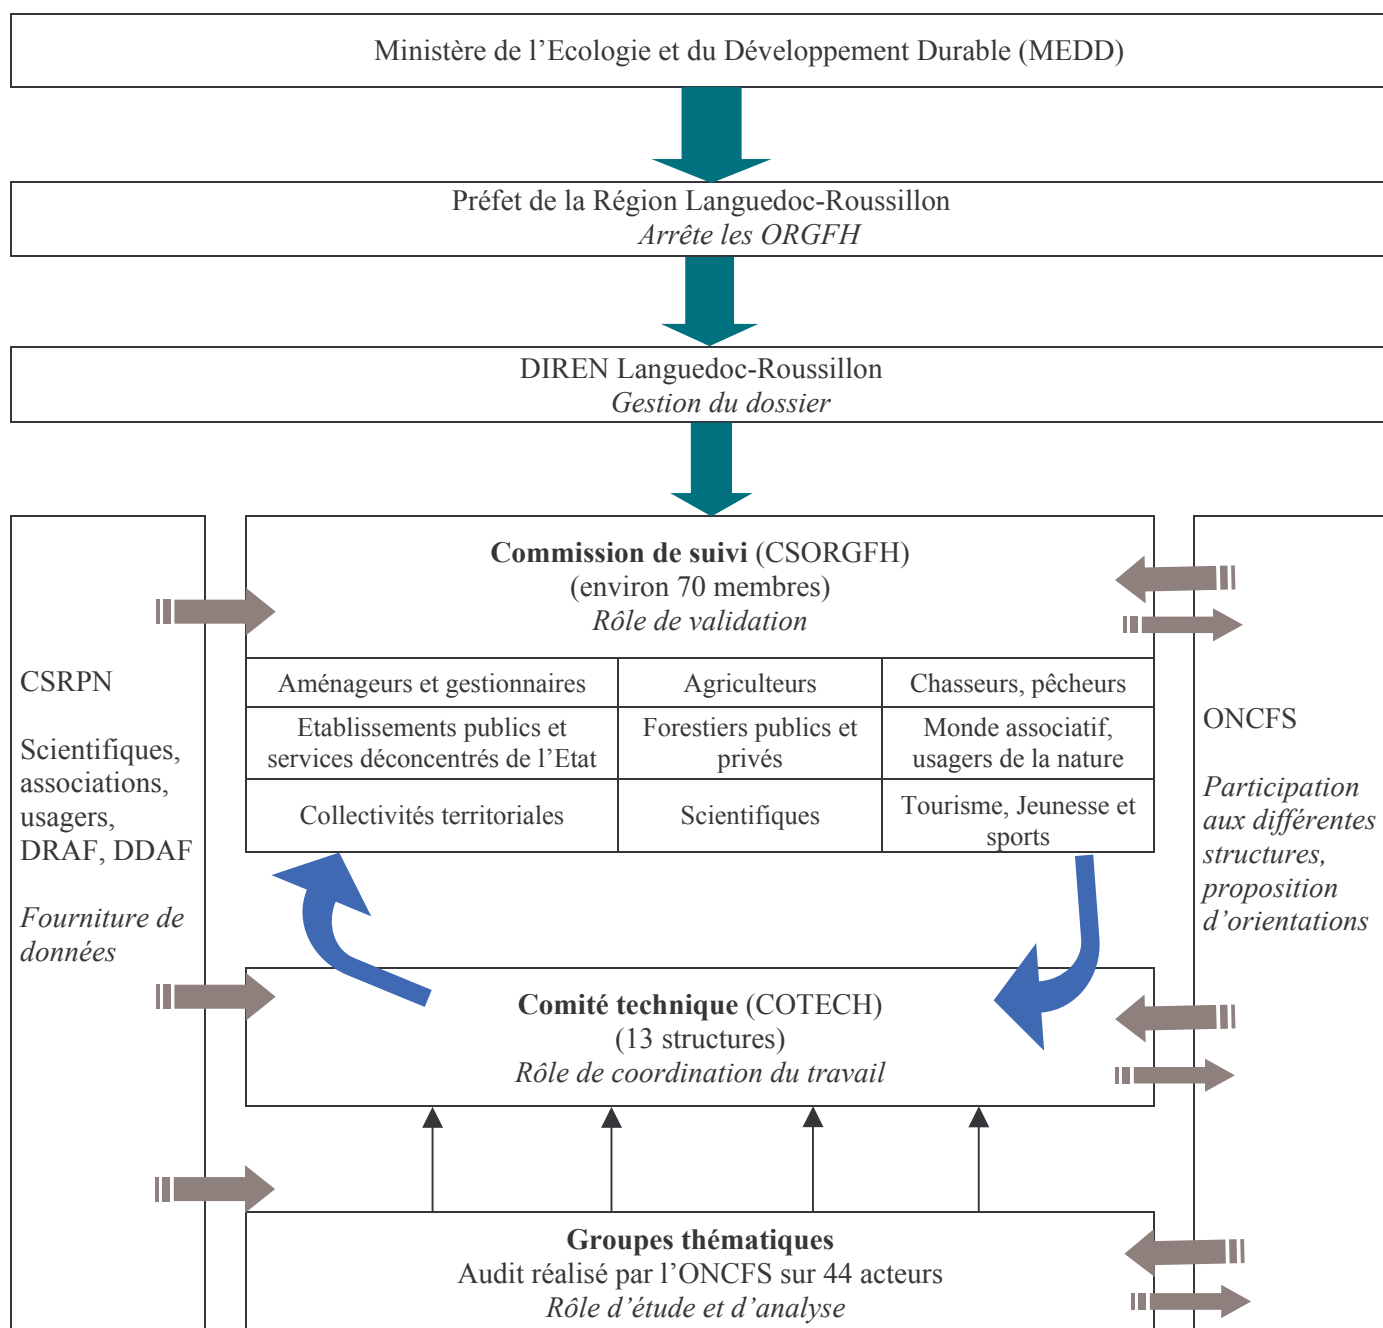 Ministère de l’Ecologie et du Développement Durable (MEDD)
Préfet de la Région Languedoc-Roussillon
Arrête les ORGFH
DIREN Languedoc-Roussillon
Gestion du dossier
CSRPN
Scientifiques,
associations,
usagers,
DRAF, DDAF
Fourniture de
données
Commission de suivi (CSORGFH)
(environ 70 membres)
Rôle de validation
Aménageurs et gestionnaires
Agriculteurs
Chasseurs, pêcheurs
Etablissements publics et
services déconcentrés de l’Etat
Forestiers publics et
privés
Monde associatif,
usagers de la nature
Collectivités territoriales
Scientifiques
Tourisme, Jeunesse et
sports
Comité technique (COTECH)
(13 structures)
Rôle de coordination du travail
Groupes thématiques
Audit réalisé par l’ONCFS sur 44 acteurs
Rôle d’étude et d’analyse
ONCFS
Participation
aux différentes
structures,
proposition
d’orientations